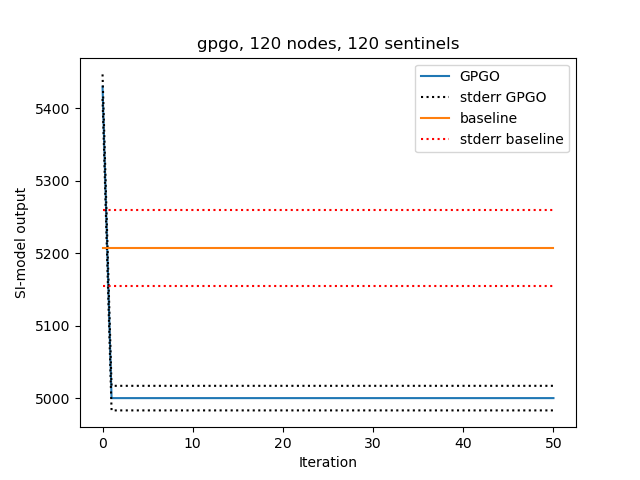 gpgo, 120 nodes, 120 sentinels
SI-model output
5400
5300
5200
5100
5000
GPGO
stderr GPGO
baseline
stderr baseline
0 10 20 30 40 50
Iteration